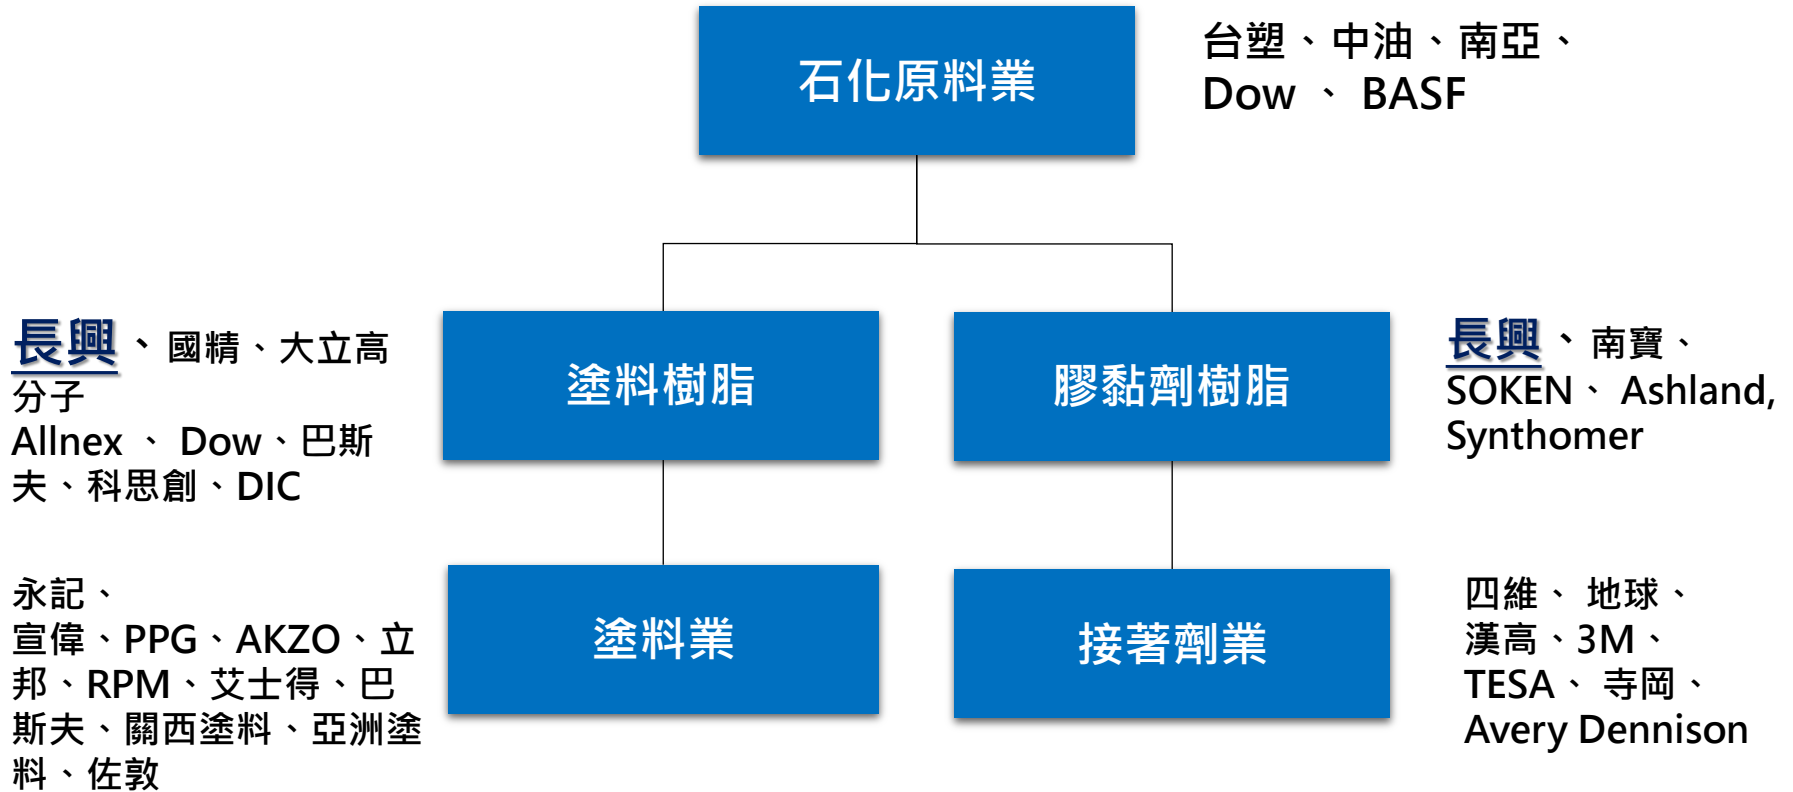 石化原料業
台塑、中油、南亞、
Dow 、 BASF
長興、國精、大立高
分子
Allnex 、 Dow、巴斯
夫、科思創、DIC
塗料樹脂
膠黏劑樹脂
長興、南寶、
SOKEN、 Ashland,
Synthomer
永記、
宣偉、PPG、AKZO、立
邦、RPM、艾士得、巴
斯夫、關西塗料、亞洲塗
料、佐敦
塗料業
接著劑業
四維、 地球、
漢高、3M、
TESA、 寺岡、
Avery Dennison